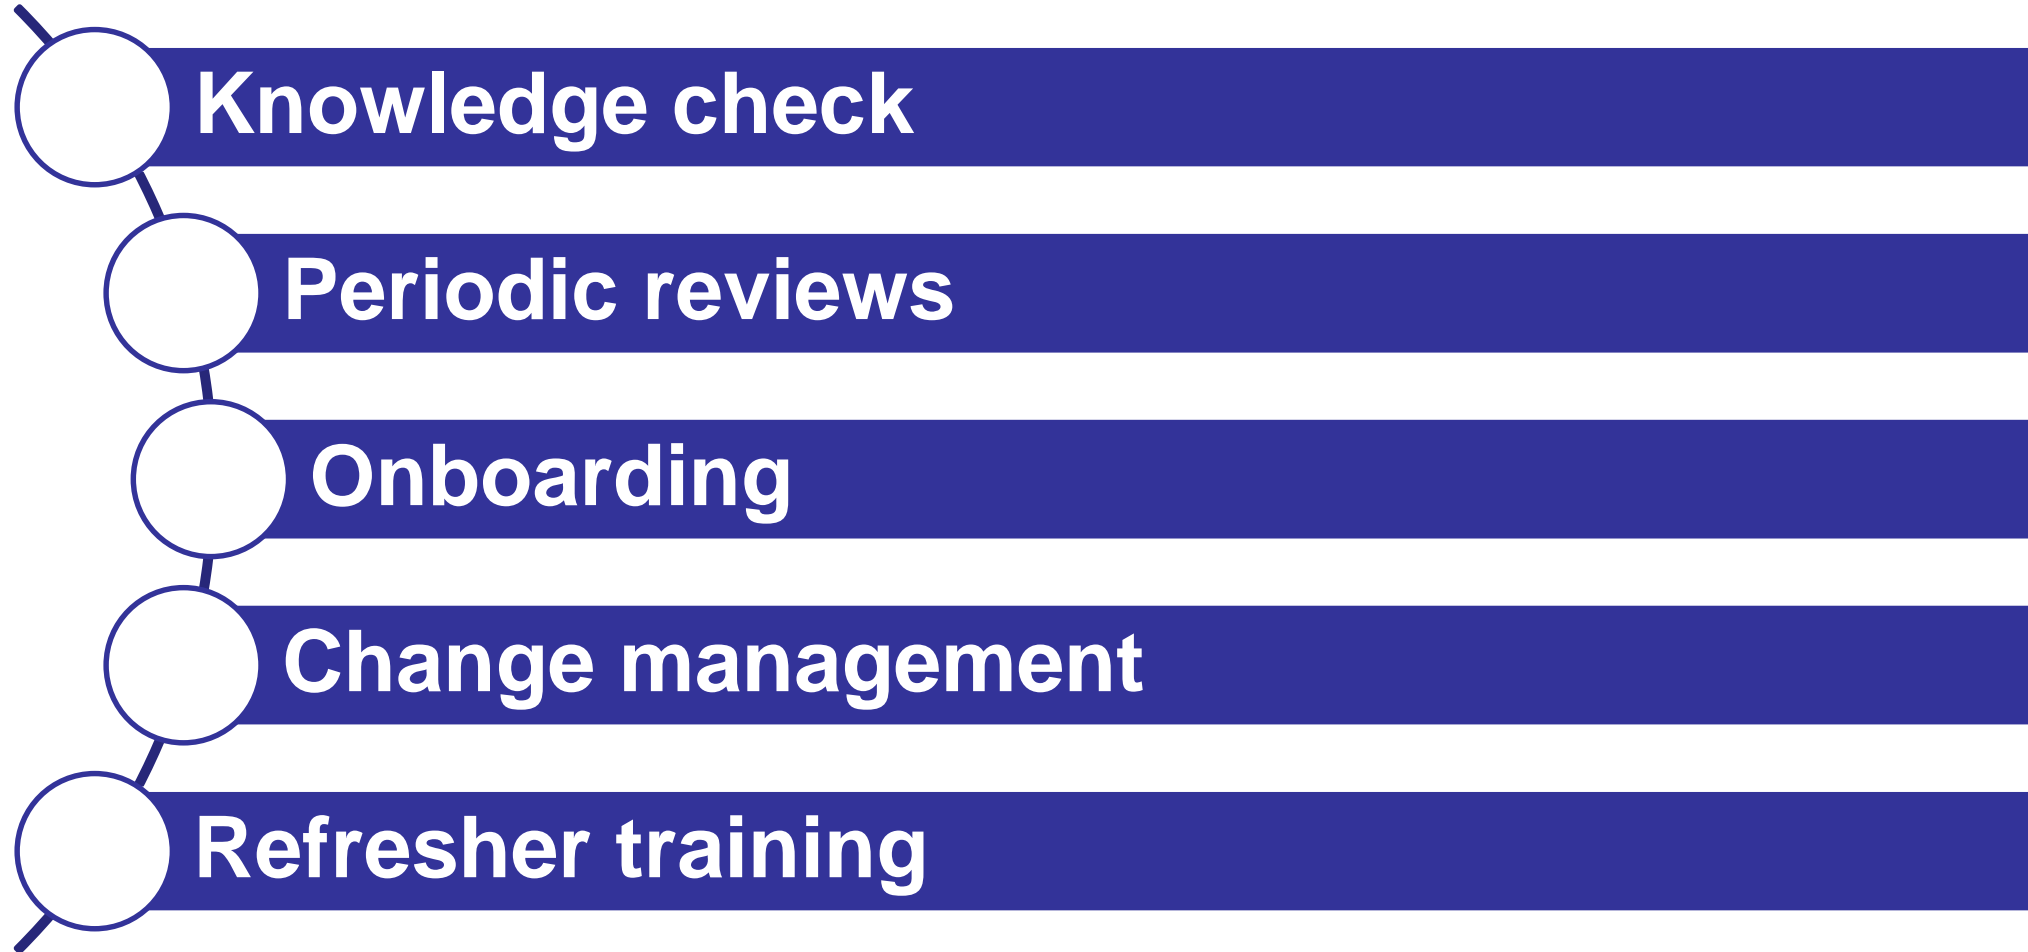 Knowledge check
Periodic reviews
Onboarding
Change management
Refresher training